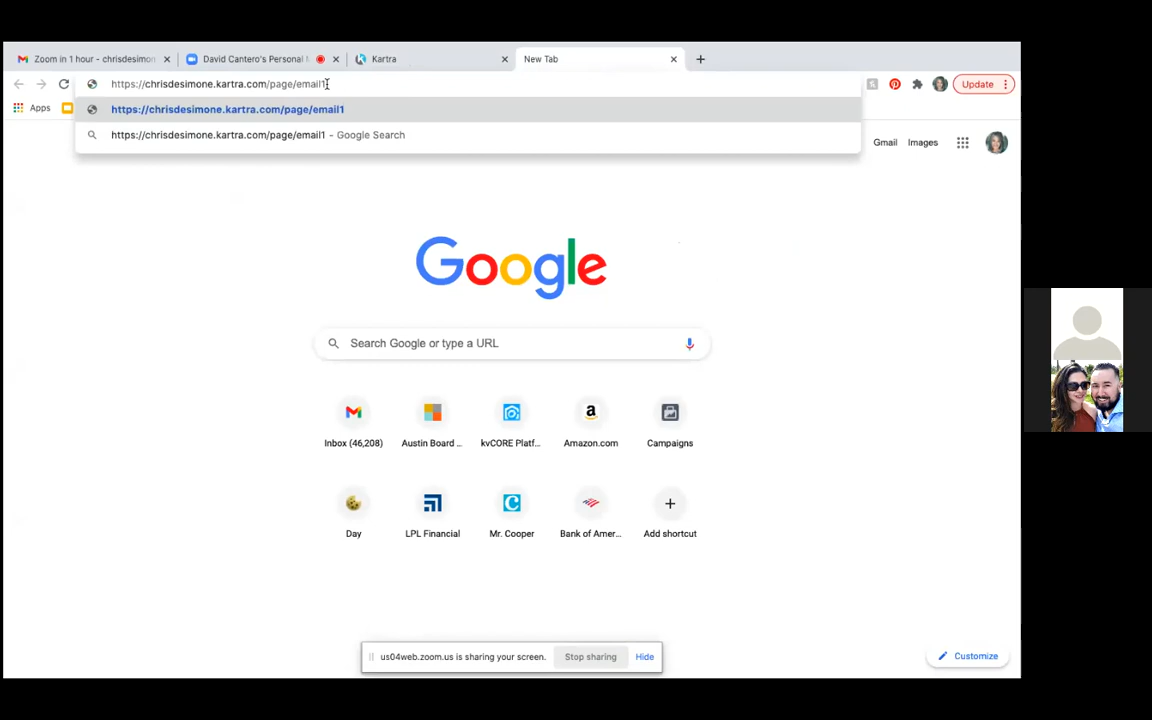 Zoom in 1 hour - chrisdesimon
David Cantero's Personal M
Kartra
New Tab
https://chrisdesimone.kartra.com/page/email1
Update
Apps
https://chrisdesimone.kartra.com/page/email1
https://chrisdesimone.kartra.com/page/email1 - Google Search
Gmail
Images
Google
Search Google or type a URL
Inbox (46,208)
Austin Board ...
kvCORE Platf...
Amazon.com
Campaigns
Day
LPL Financial
Mr. Cooper
Bank of Amer...
Add shortcut
us04web.zoom.us is sharing your screen.
Stop sharing
Hide
Customize